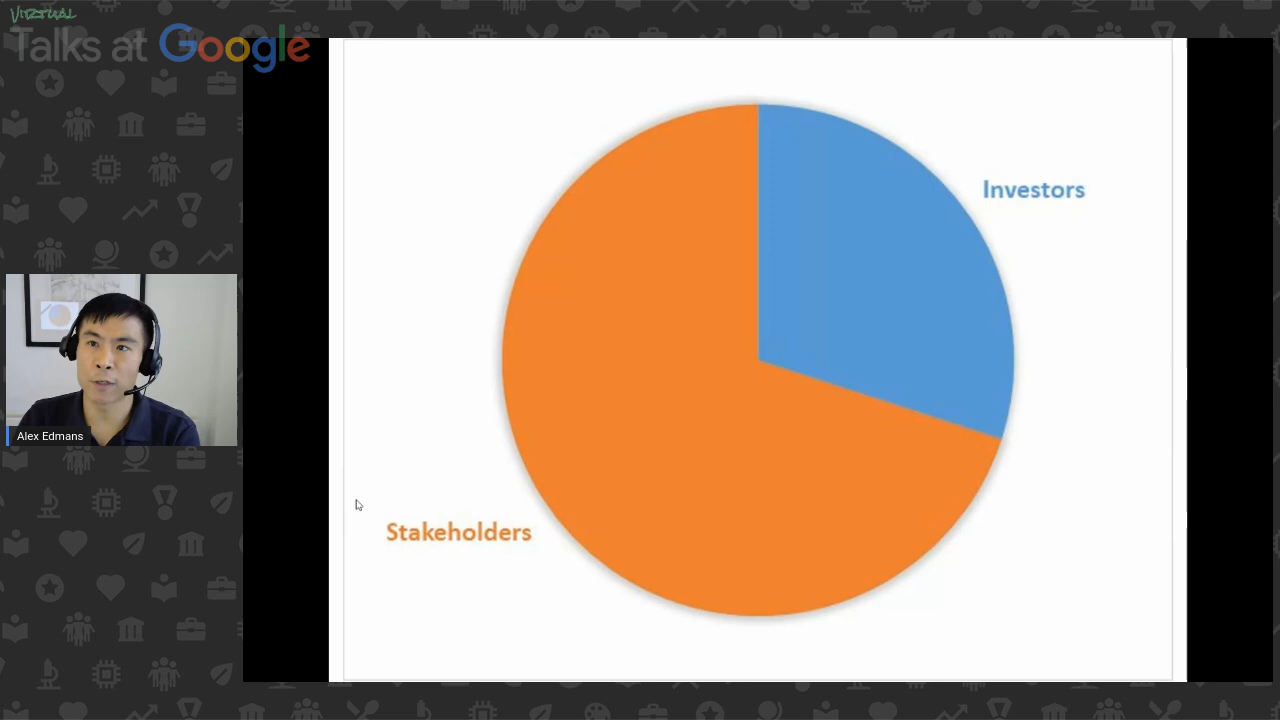 VIRTUAL
Talks at Google
Investors
Alex Edmans
Stakeholders